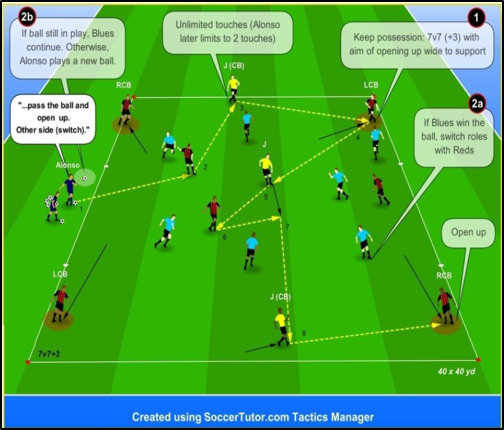 2b
If ball still in play, Blues
continue. Otherwise,
Alonso plays a new ball.
Unlimited touches (Alonso
later limits to 2 touches)
1
Keep possession: 7v7 (+3) with
aim of opening up wide to support
RCB
J (CB)
LCB
2a
If Blues win the
ball, switch roles
with Reds
"...pass the ball and
open up.
Other side (switch)."
3
4
Alonso
J
2
1
5
6
7
Open up
LCB
RCB
J (CB)
8
7v7+3
40 x 40 yd
Created using SoccerTutor.com Tactics Manager